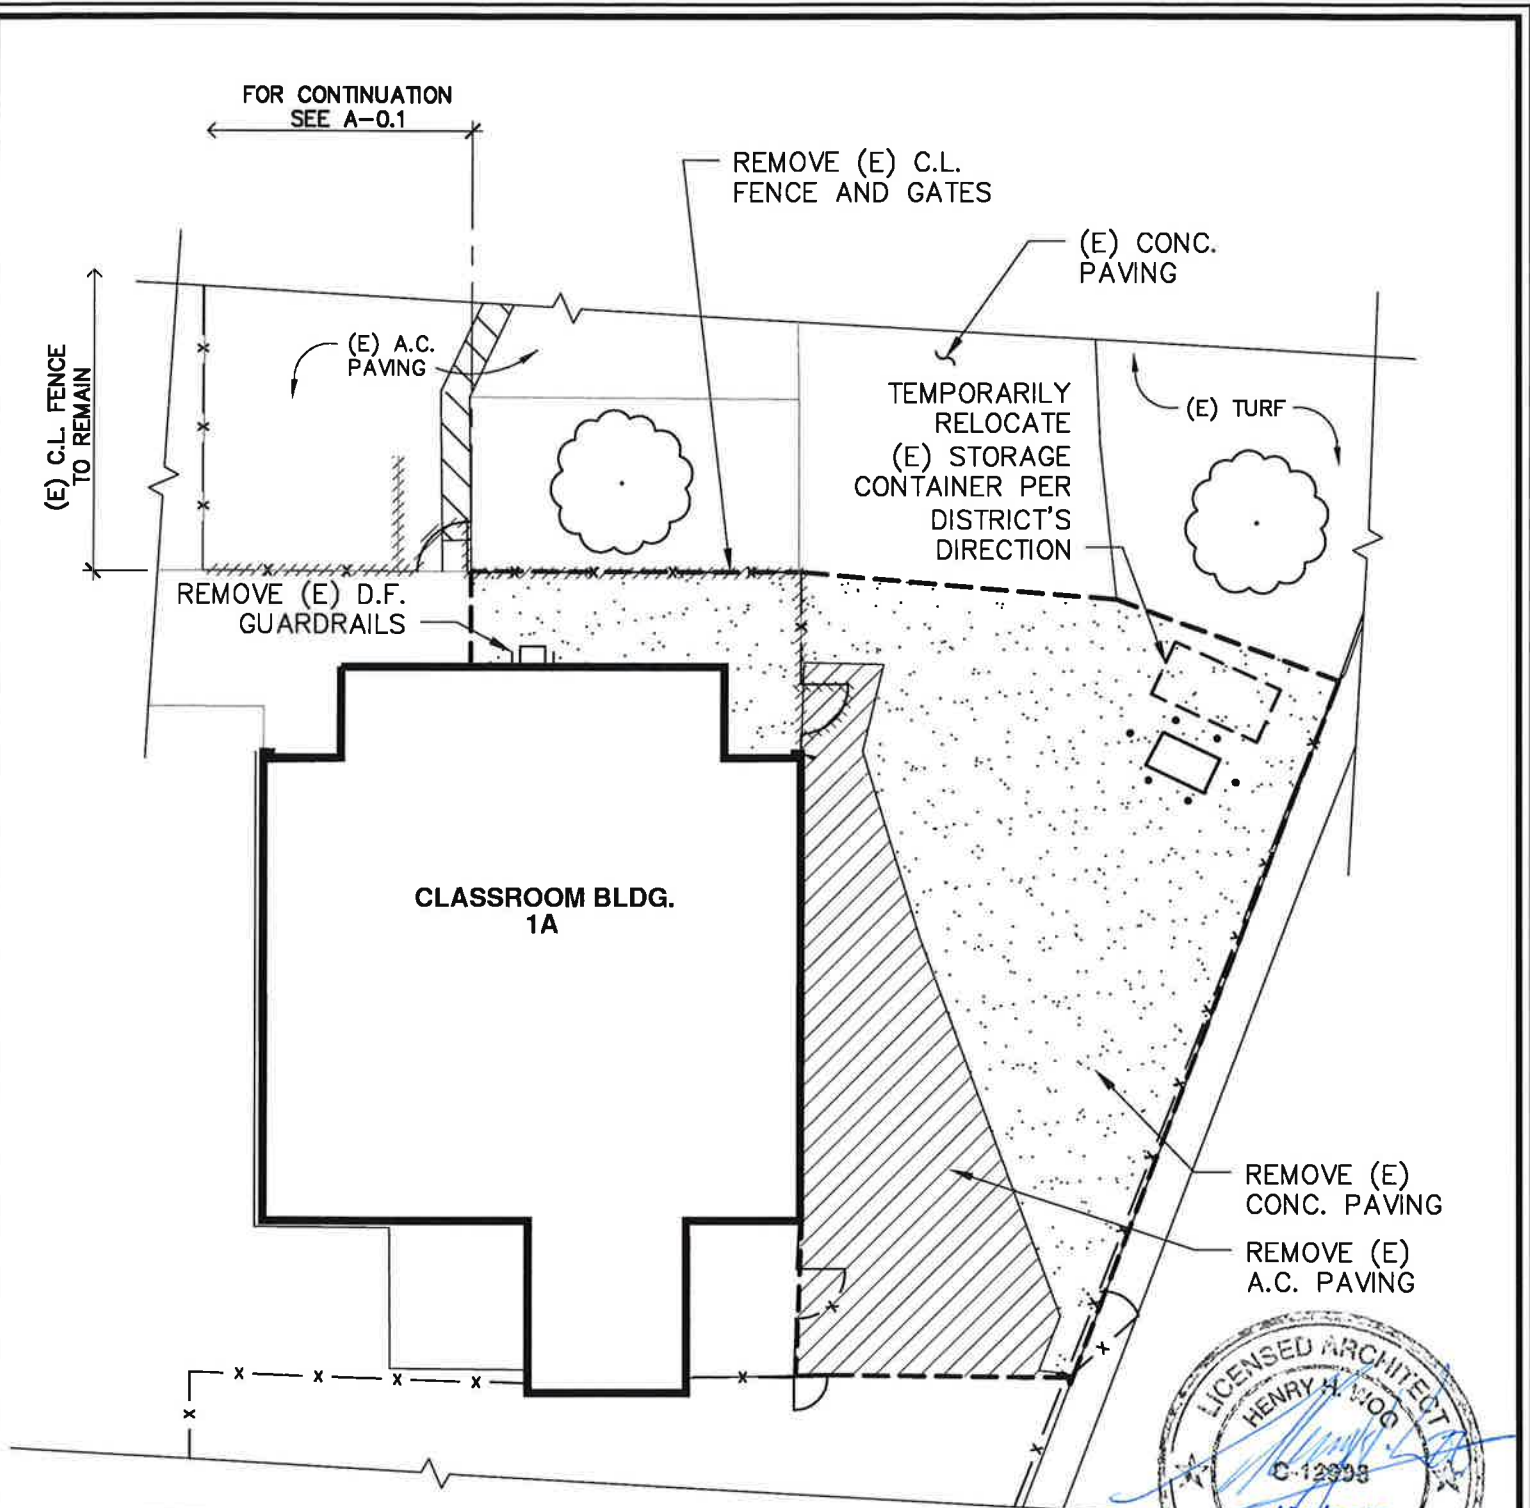 FOR CONTINUATION
SEE A-0.1
REMOVE (E) C.L.
FENCE AND GATES
(E) CONC.
PAVING
(E) C.L. FENCE
TO REMAIN
(E) A.C.
PAVING
TEMPORARILY
RELOCATE
(E) STORAGE
CONTAINER PER
DISTRICT'S
DIRECTION
(E) TURF
REMOVE (E) D.F.
GUARDRAILS
CLASSROOM BLDG.
1A
REMOVE (E)
CONC. PAVING
REMOVE (E)
A.C. PAVING
LICENSED ARCHITECT
HENRY H. WOO